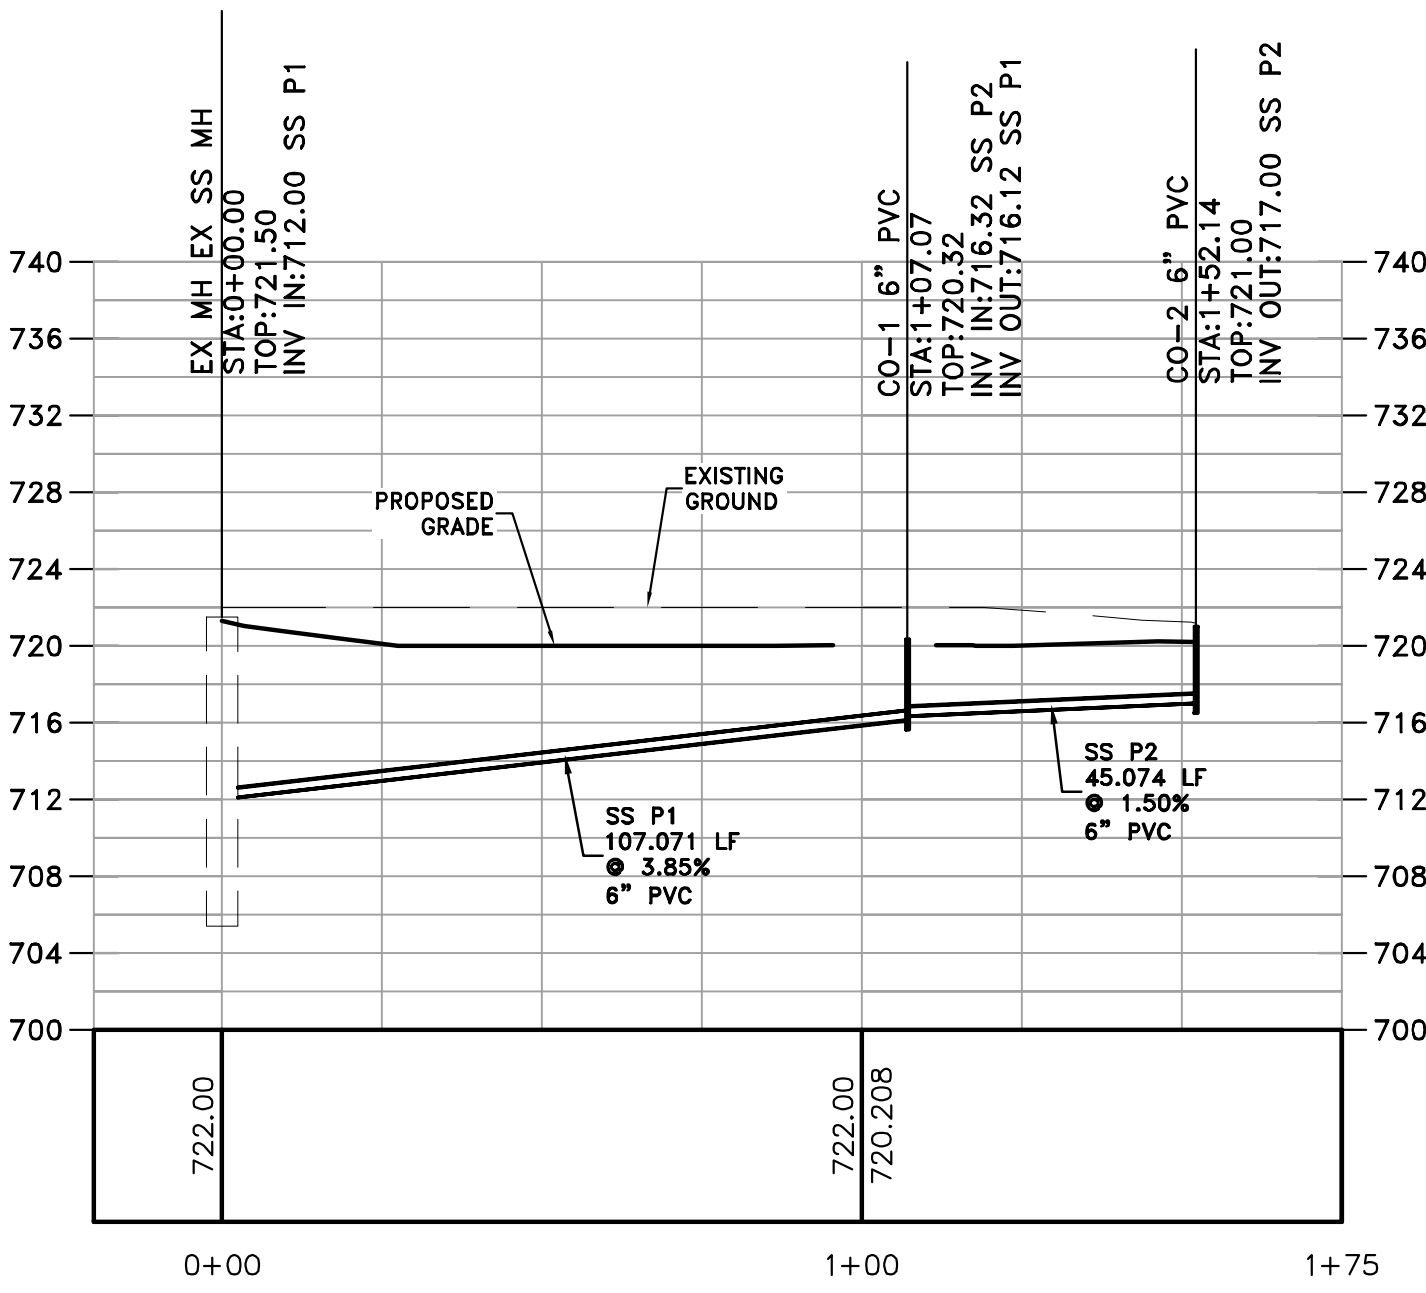 EX MH EX SS MH
STA:0+00.00
TOP:721.50
INV IN:712.00 SS P1
CO-1 6" PVC
STA:1+07.07
TOP:720.32
INV IN:716.32 SS P2
INV OUT:716.12 SS P1
CO-2 6" PVC
STA:1+52.14
TOP:721.00
INV OUT:717.00 SS P2
740 740
736 736
732 732
728 728
724 724
720 720
716 716
712 712
708 708
704 704
700 700
PROPOSED
GRADE
EXISTING
GROUND
SS P1
107.071 LF
@ 3.85%
6" PVC
SS P2
45.074 LF
@ 1.50%
6" PVC
722.00
722.00
720.208
0+00 1+00 1+75